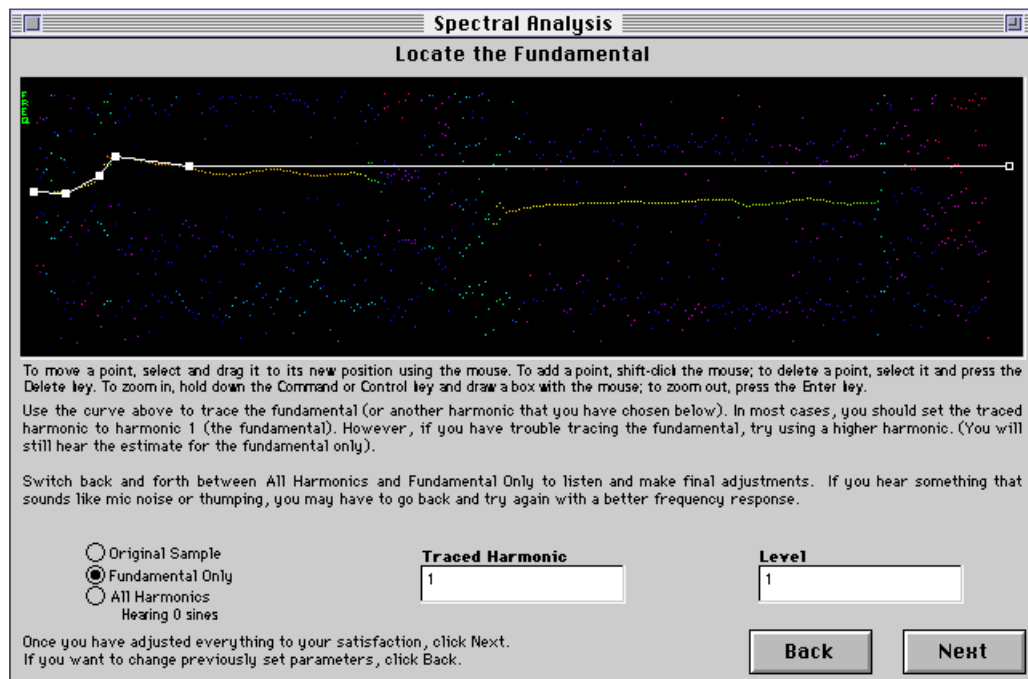 Spectral Analysis
Locate the Fundamental
FREQ
To move a point, select and drag it to its new position using the mouse. To add a point, shift-click the mouse; to delete a point, select it and press the
Delete key. To zoom in, hold down the Command or Control key and draw a box with the mouse; to zoom out, press the Enter key.
Use the curve above to trace the fundamental (or another harmonic that you have chosen below). In most cases, you should set the traced
harmonic to harmonic 1 (the fundamental). However, if you have trouble tracing the fundamental, try using a higher harmonic. (You will
still hear the estimate for the fundamental only).
Switch back and forth between All Harmonics and Fundamental Only to listen and make final adjustments. If you hear something that
sounds like mic noise or thumping, you may have to go back and try again with a better frequency response.
Original Sample
Fundamental Only
All Harmonics
Hearing 0 sines
Traced Harmonic
1
Level
1
Once you have adjusted everything to your satisfaction, click Next.
If you want to change previously set parameters, click Back.
Back
Next